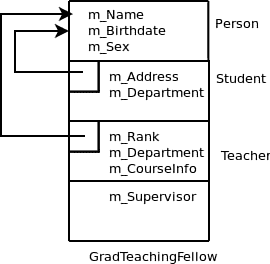 m_Name
m_Birthdate
m_Sex
Person
m_Address
m_Department
Student
m_Rank
m_Department
m_CourseInfo
Teacher
m_Supervisor
GradTeachingFellow